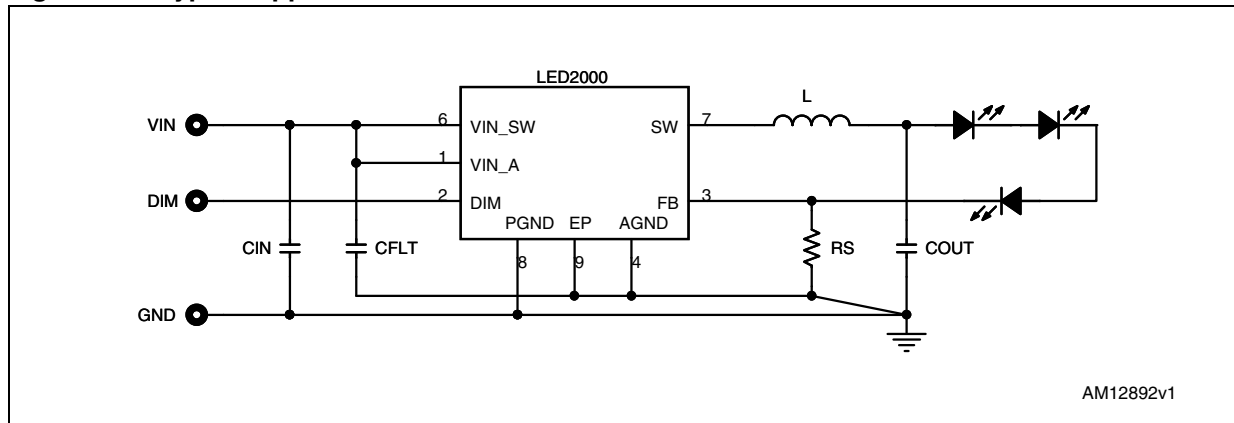 LED2000
L
VIN
6
VIN_SW
SW
7
1
VIN_A
DIM
2
DIM
FB
3
PGND
EP
AGND
CIN
CFLT
8
9
4
RS
COUT
GND
AM12892v1